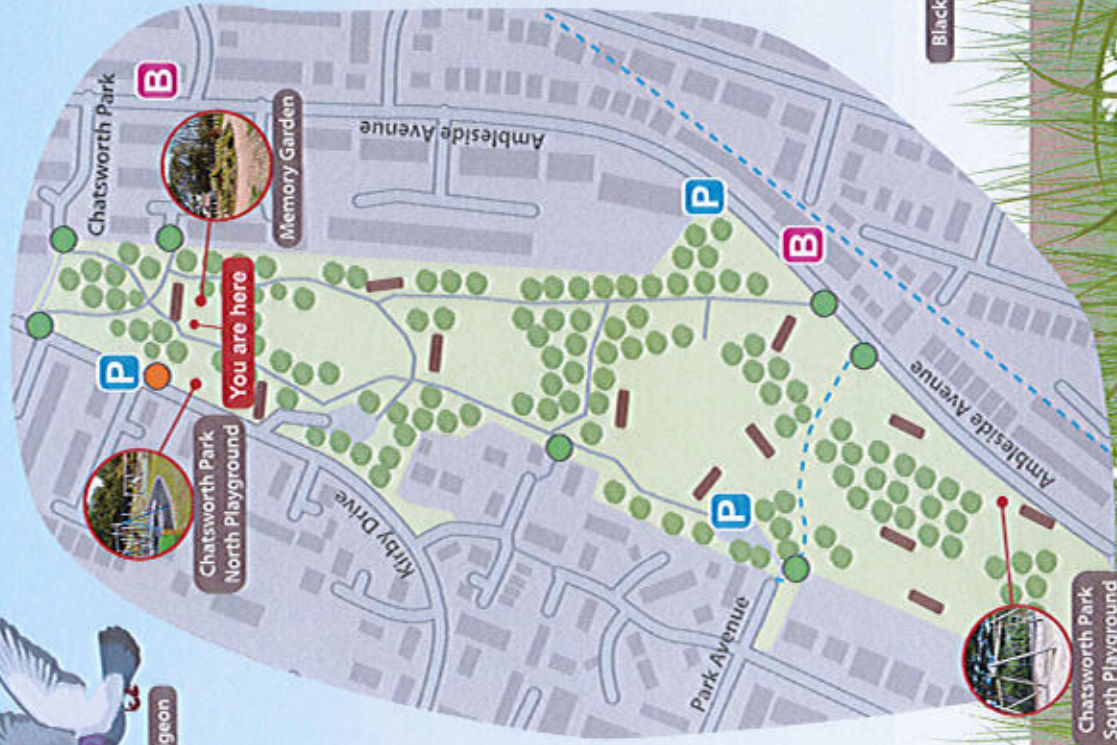 Chatsworth Park
P
B
geon
Chatsworth Park
North Playground
You are here
Memory Garden
Kirby Drive
Ambleside Avenue
P
Park Avenue
P
B
Black
Ambleside Avenue
Chatsworth Park
South Playground